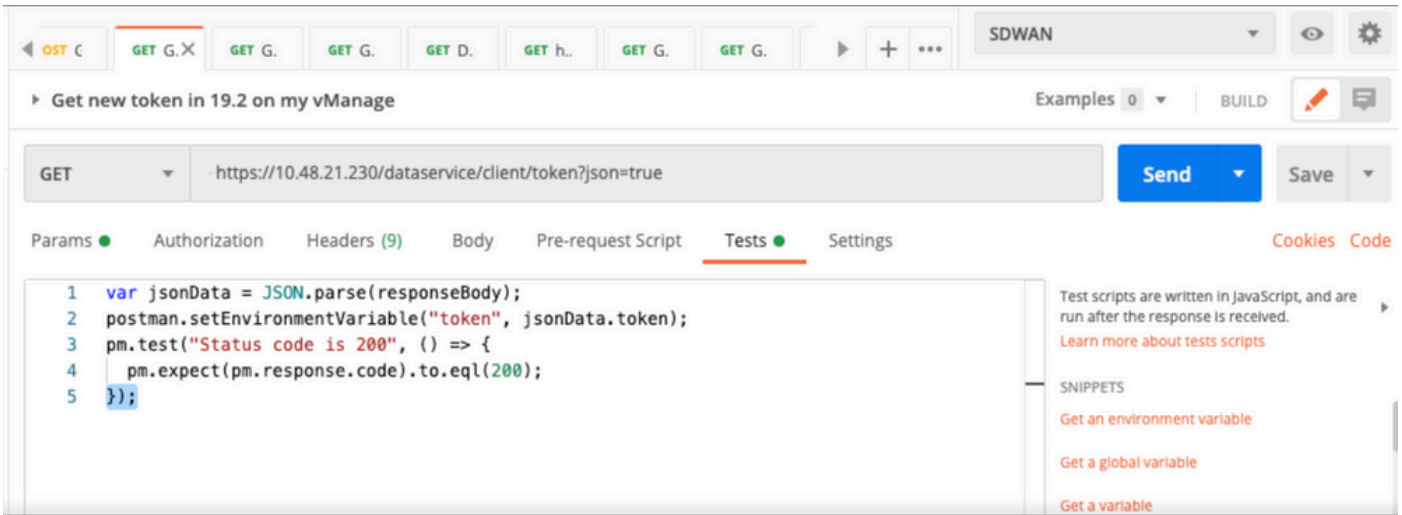 OST C GET G. GET G. GET G. GET D. GET h.. GET G. GET G. SDWAN
Get new token in 19.2 on my vManage Examples 0 BUILD
GET https://10.48.21.230/dataservice/client/token?json=true Send Save
Params Authorization Headers (9) Body Pre-request Script Tests Settings Cookies Code
1 var jsonData = JSON.parse(responseBody);
2 postman.setEnvironmentVariable("token", jsonData.token);
3 pm.test("Status code is 200", () => {
4 pm.expect(pm.response.code).to.eql(200);
5 });
Test scripts are written in JavaScript, and are
run after the response is received.
Learn more about tests scripts
SNIPPETS
Get an environment variable
Get a global variable
Get a variable